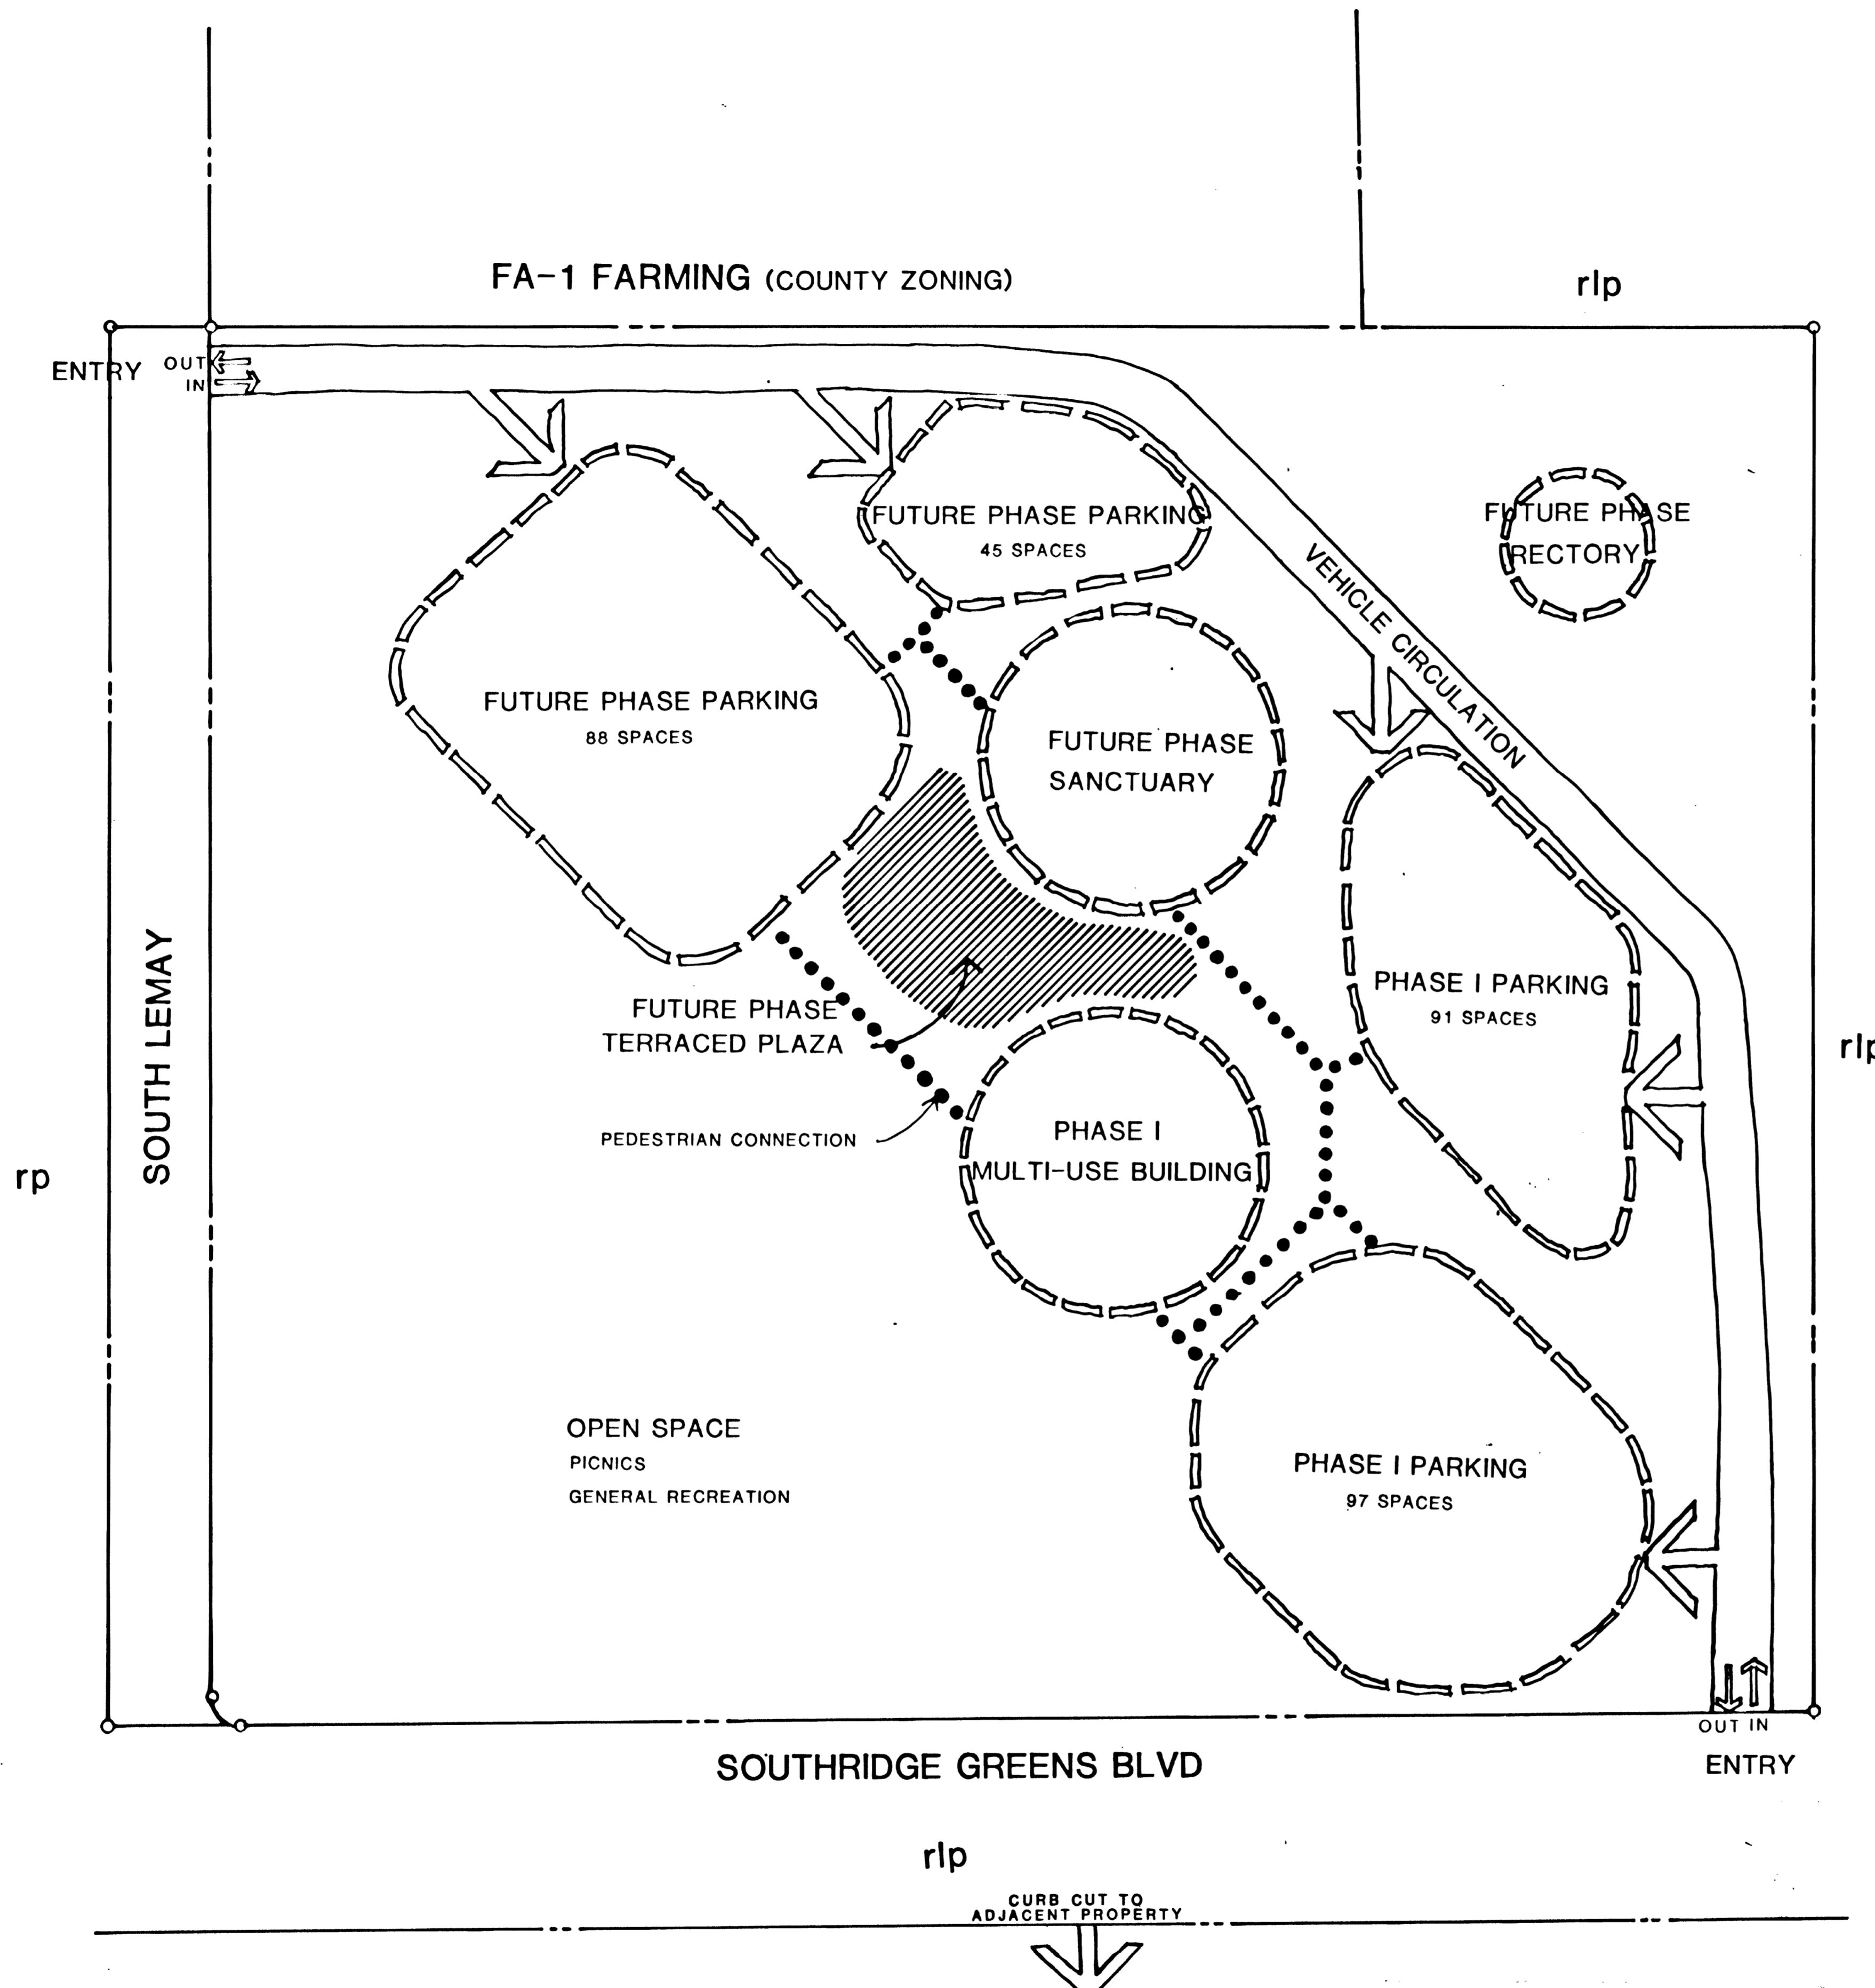 FA-1 FARMING (COUNTY ZONING)
rlp
ENTRY
OUT
IN
FUTURE PHASE PARKING
45 SPACES
FUTURE PHASE
RECTORY
VEHICLE CIRCULATION
FUTURE PHASE PARKING
88 SPACES
FUTURE PHASE
SANCTUARY
PHASE I PARKING
91 SPACES
FUTURE PHASE
TERRACED PLAZA
rlp
SOUTH LEMAY
rp
PEDESTRIAN CONNECTION
PHASE I
MULTI-USE BUILDING
OPEN SPACE
PICNICS
GENERAL RECREATION
PHASE I PARKING
97 SPACES
OUT IN
ENTRY
SOUTHRIDGE GREENS BLVD
rlp
CURB CUT TO
ADJACENT PROPERTY